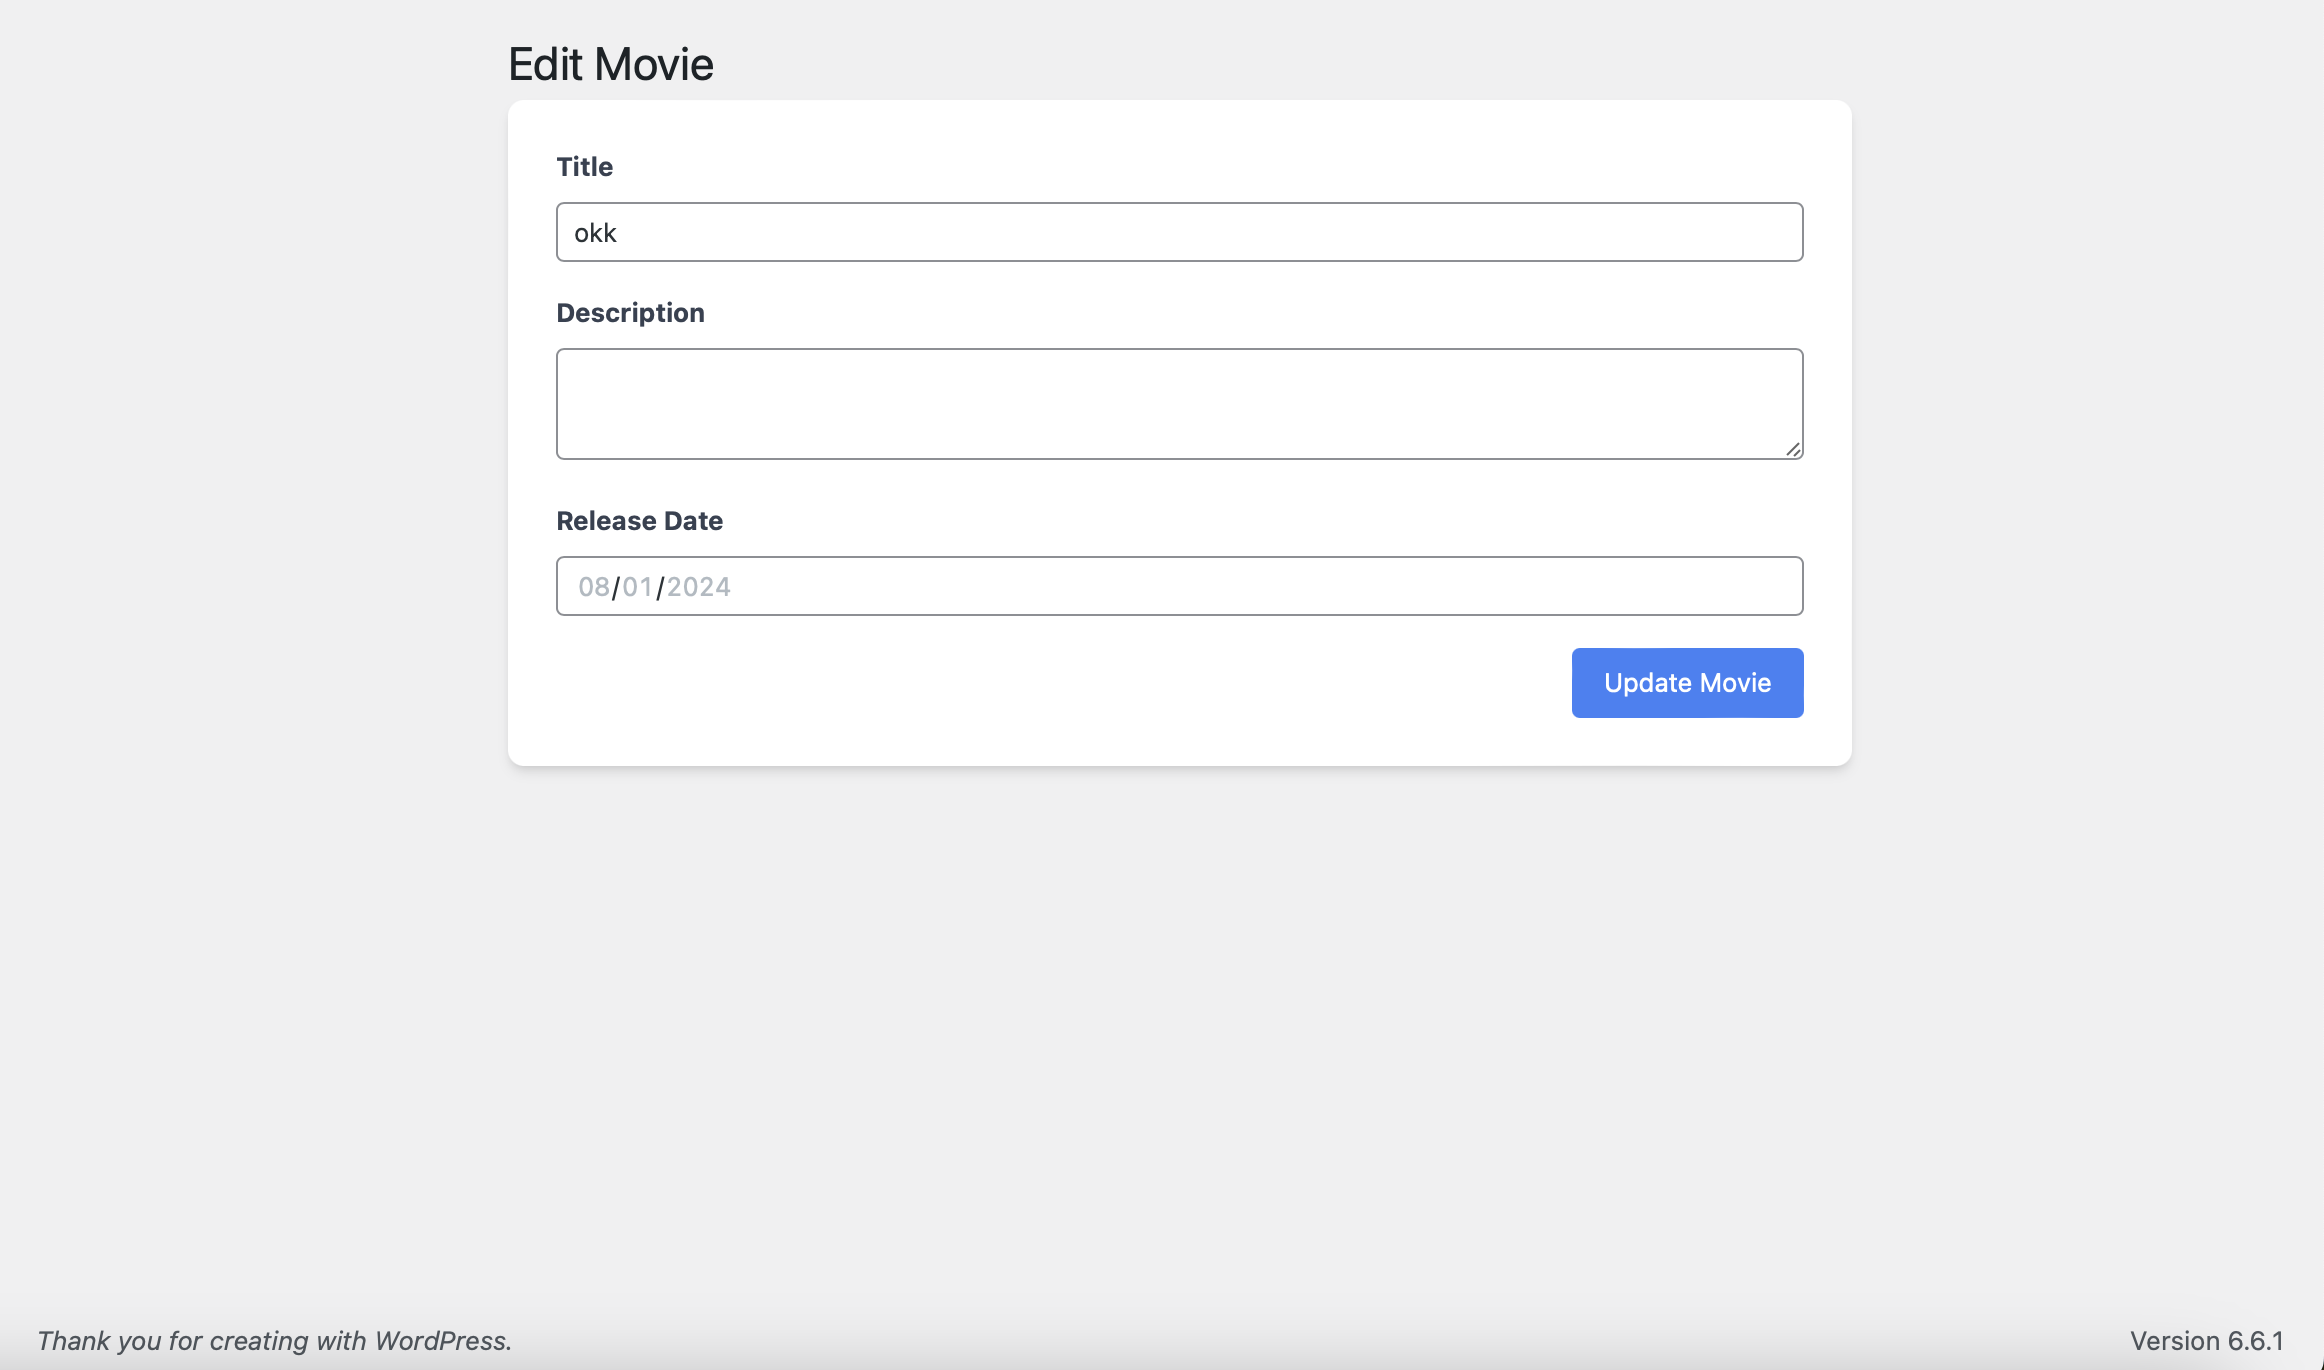 Edit Movie
Title
okk
Description
Release Date
08/01/2024
Update Movie
Thank you for creating with WordPress.
Version 6.6.1